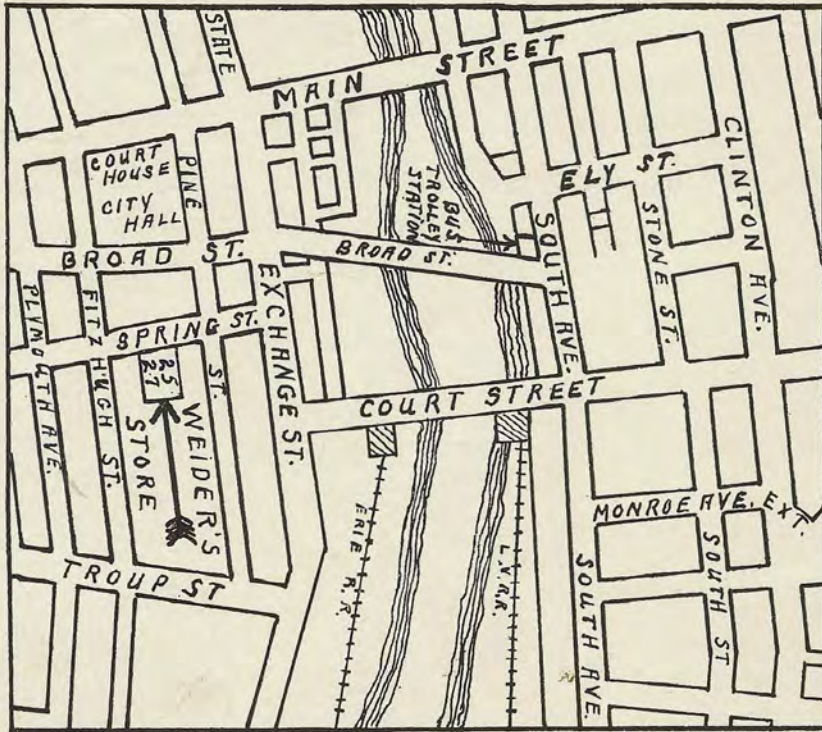 STATE
MAIN STREET
COURT
HOUSE
CITY
HALL
PINE
ST.
BUS
TROLLEY
STATION
ELY ST.
CLINTON AVE.
STONE ST.
SOUTH AVE.
BROAD ST.
BROAD ST.
EXCHANGE ST.
SPRING ST.
PLYMOUTH AVE.
FITZHUGH ST.
25
27
WEIDER'S
STORE
COURT STREET
ERIE R.R.
L.V.R.R.
MONROE AVE. EXT.
SOUTH ST
SOUTH AVE.
TROUP ST